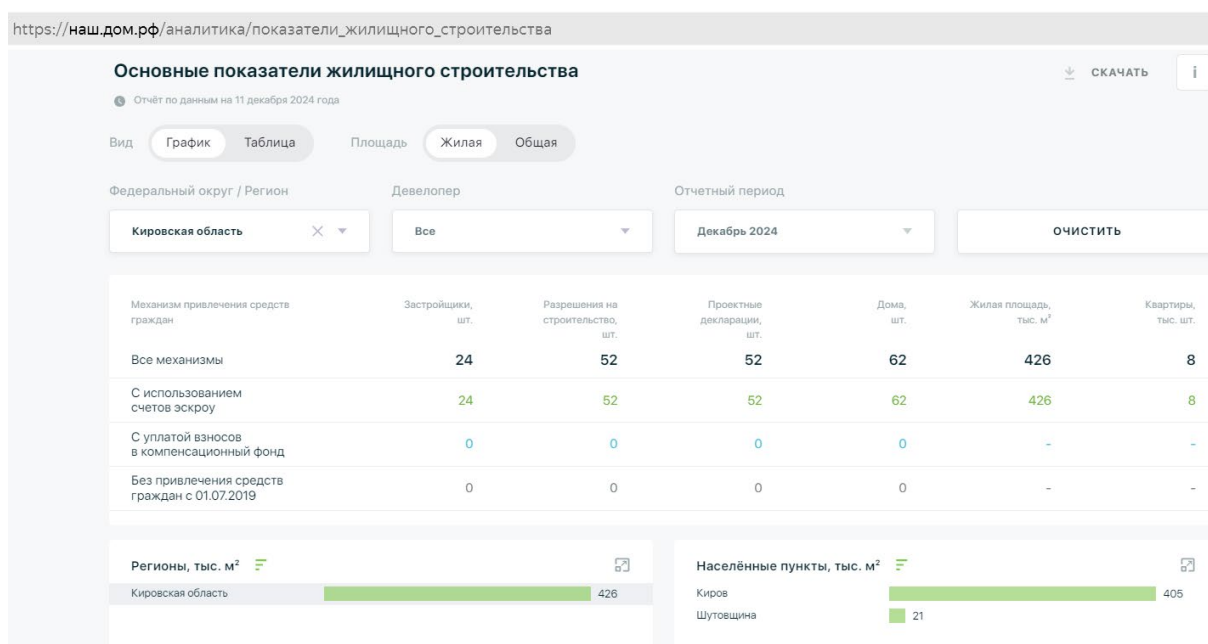 https://наш.дом.рф/аналитика/показатели_жилищного_строительства
Основные показатели жилищного строительства
СКАЧАТЬ
i
Отчёт по данным на 11 декабря 2024 года
Вид График Таблица Площадь Жилая Общая
Федеральный округ / Регион Девелопер Отчетный период
Кировская область Все Декабрь 2024 ОЧИСТИТЬ
Механизм привлечения средств Застройщики, Разрешения на Проектные Дома, Жилая площадь, Квартиры,
граждан шт. строительство, декларации, шт. тыс. м² тыс. шт.
шт. шт.
Все механизмы 24 52 52 62 426 8
С использованием
счетов эскроу 24 52 52 62 426 8
С уплатой взносов
в компенсационный фонд 0 0 0 0 - -
Без привлечения средств
граждан с 01.07.2019 0 0 0 0 - -
Регионы, тыс. м² Населённые пункты, тыс. м²
Кировская область 426 Киров 405
Шутовщина 21